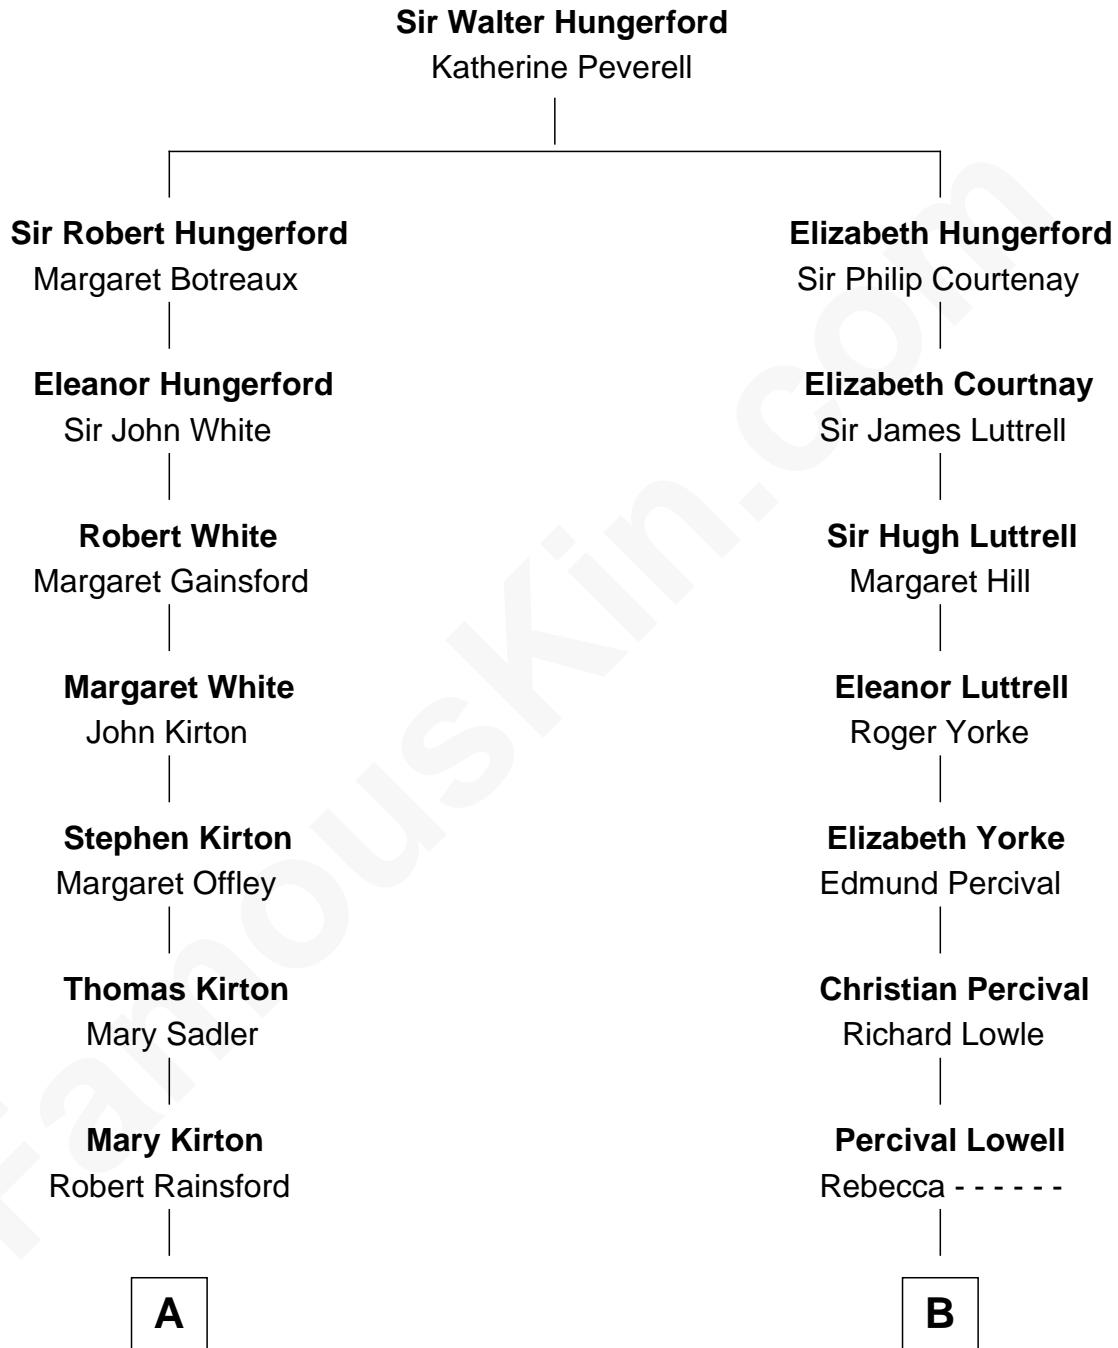 Sir Walter Hungerford
Katherine Peverell
Sir Robert Hungerford
Margaret Botreaux
Elizabeth Hungerford
Sir Philip Courtenay
Eleanor Hungerford
Sir John White
Elizabeth Courtnay
Sir James Luttrell
Robert White
Margaret Gainsford
Sir Hugh Luttrell
Margaret Hill
Margaret White
John Kirton
Eleanor Luttrell
Roger Yorke
Stephen Kirton
Margaret Offley
Elizabeth Yorke
Edmund Percival
Thomas Kirton
Mary Sadler
Christian Percival
Richard Lowle
Mary Kirton
Robert Rainsford
Percival Lowell
Rebecca - - - - - -
A
B
FamousKin.com